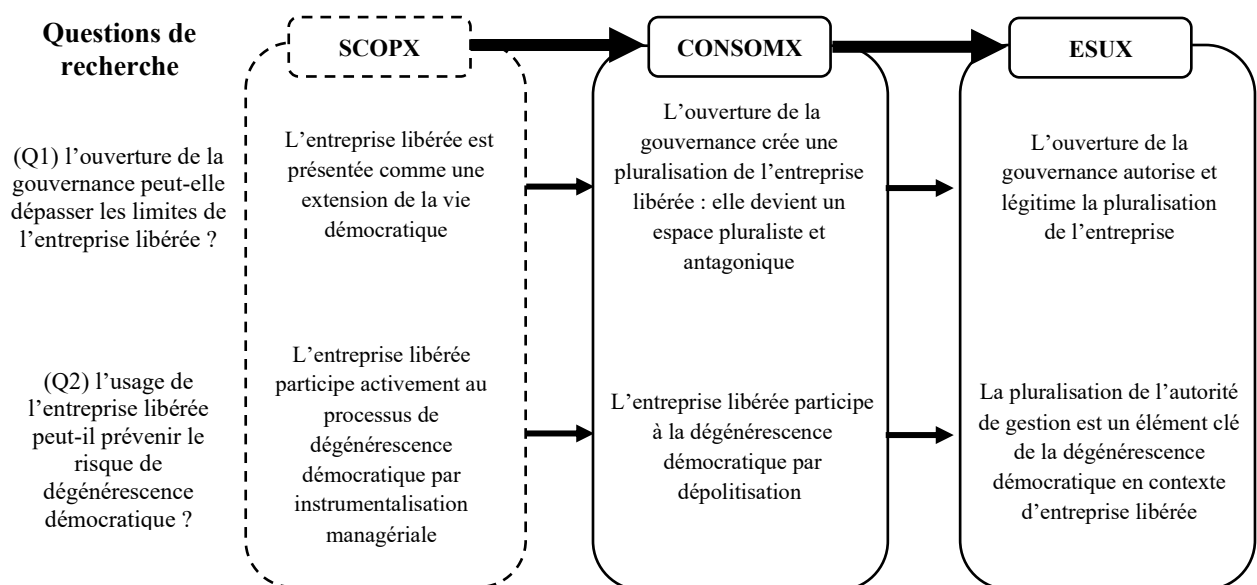 Questions de
recherche
SCOPX
CONSOMX
ESUX
(Q1) l’ouverture de la
gouvernance peut-elle
dépasser les limites de
l’entreprise libérée ?
L’entreprise libérée est
présentée comme une
extension de la vie
démocratique
L’ouverture de la
gouvernance crée une
pluralisation de l’entreprise
libérée : elle devient un
espace pluraliste et
antagonique
L’ouverture de la
gouvernance autorise et
légitime la pluralisation
de l’entreprise
(Q2) l’usage de
l’entreprise libérée
peut-il prévenir le
risque de
dégénérescence
démocratique ?
L’entreprise libérée
participe activement au
processus de
dégénérescence
démocratique par
instrumentalisation
managériale
L’entreprise libérée participe
à la dégénérescence
démocratique par
dépolitisation
La pluralisation de l’autorité
de gestion est un élément clé
de la dégénérescence
démocratique en contexte
d’entreprise libérée